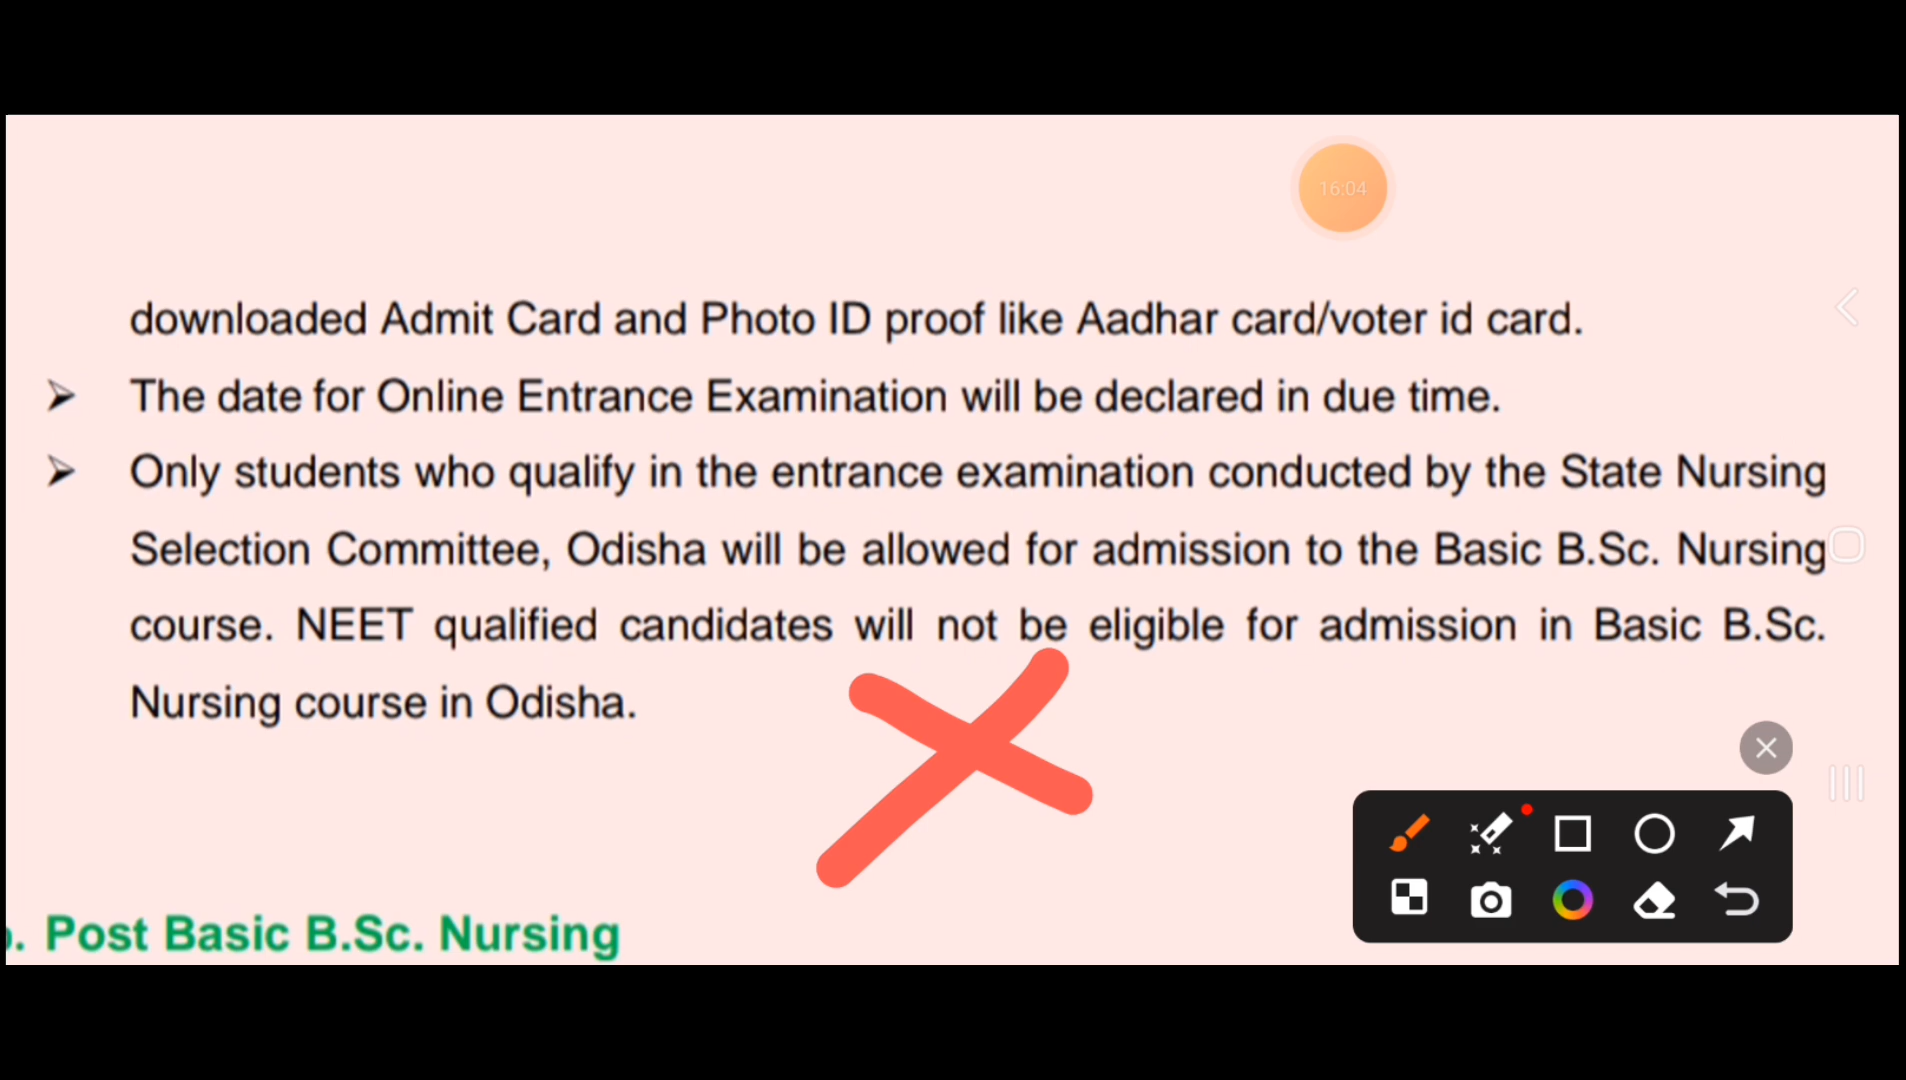 16:04
downloaded Admit Card and Photo ID proof like Aadhar card/voter id card.
➢ The date for Online Entrance Examination will be declared in due time.
➢ Only students who qualify in the entrance examination conducted by the State Nursing
Selection Committee, Odisha will be allowed for admission to the Basic B.Sc. Nursing
course. NEET qualified candidates will not be eligible for admission in Basic B.Sc.
Nursing course in Odisha.
. Post Basic B.Sc. Nursing